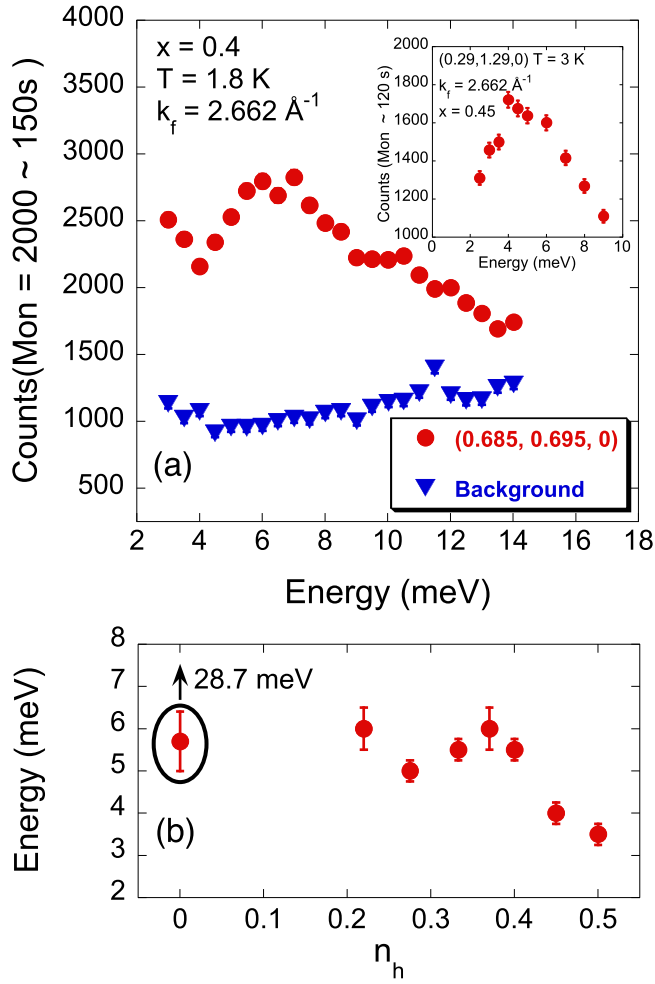 4000
3500
3000
2500
2000
1500
1000
500
Counts(Mon = 2000 ~ 150s)
x = 0.4
T = 1.8 K
k_f = 2.662 Å⁻¹
2000
1800
1600
1400
1200
1000
Counts (Mon ~ 120 s)
(0.29,1.29,0) T = 3 K
k_f = 2.662 Å⁻¹
x = 0.45
0 2 4 6 8 10
Energy (meV)
(a)
(0.685, 0.695, 0)
Background
2 4 6 8 10 12 14 16 18
Energy (meV)
8
7
6
5
4
3
2
Energy (meV)
28.7 meV
(b)
0 0.1 0.2 0.3 0.4 0.5
n_h